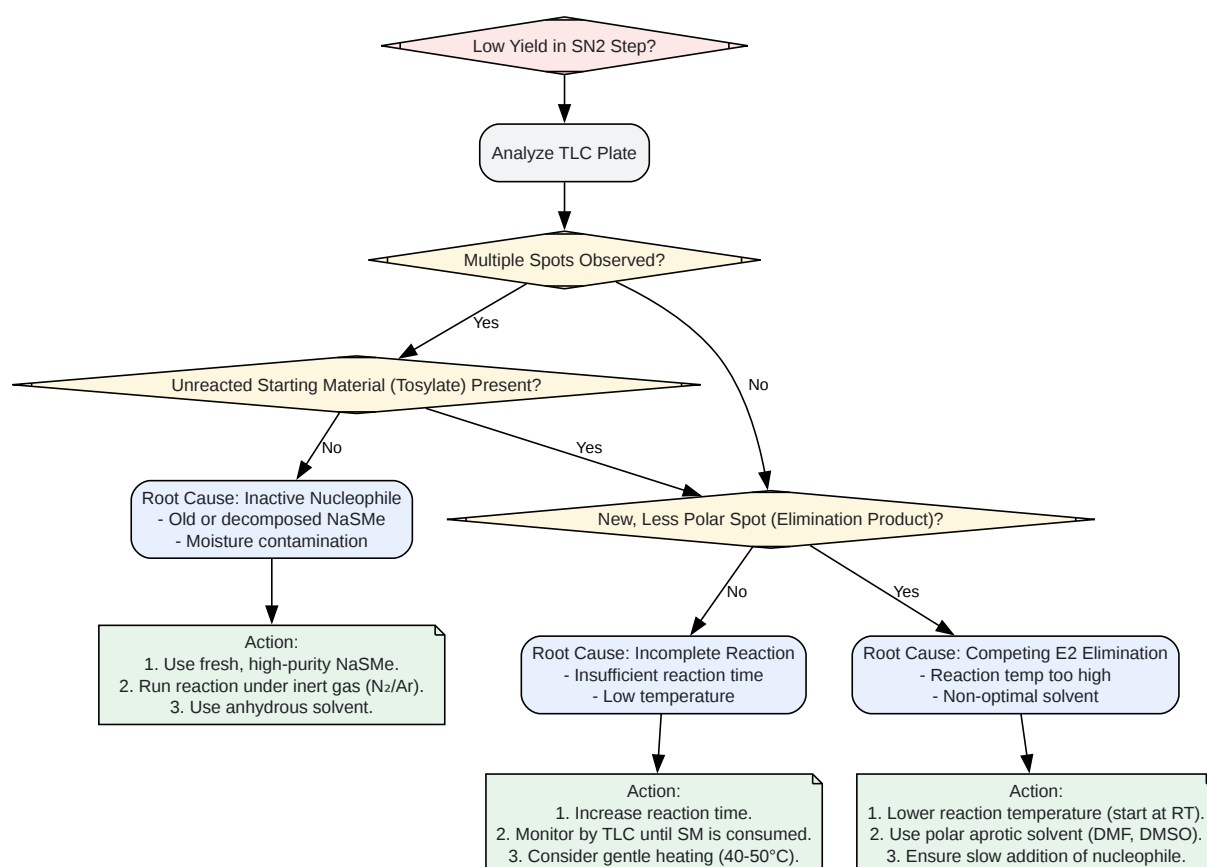 Low Yield in SN2 Step?
Analyze TLC Plate
Multiple Spots Observed?
Yes
No
Unreacted Starting Material (Tosylate) Present?
No
Yes
Root Cause: Inactive Nucleophile
- Old or decomposed NaSMe
- Moisture contamination
New, Less Polar Spot (Elimination Product)?
No
Yes
Action:
1. Use fresh, high-purity NaSMe.
2. Run reaction under inert gas (N₂/Ar).
3. Use anhydrous solvent.
Root Cause: Incomplete Reaction
- Insufficient reaction time
- Low temperature
Root Cause: Competing E2 Elimination
- Reaction temp too high
- Non-optimal solvent
Action:
1. Increase reaction time.
2. Monitor by TLC until SM is consumed.
3. Consider gentle heating (40-50°C).
Action:
1. Lower reaction temperature (start at RT).
2. Use polar aprotic solvent (DMF, DMSO).
3. Ensure slow addition of nucleophile.